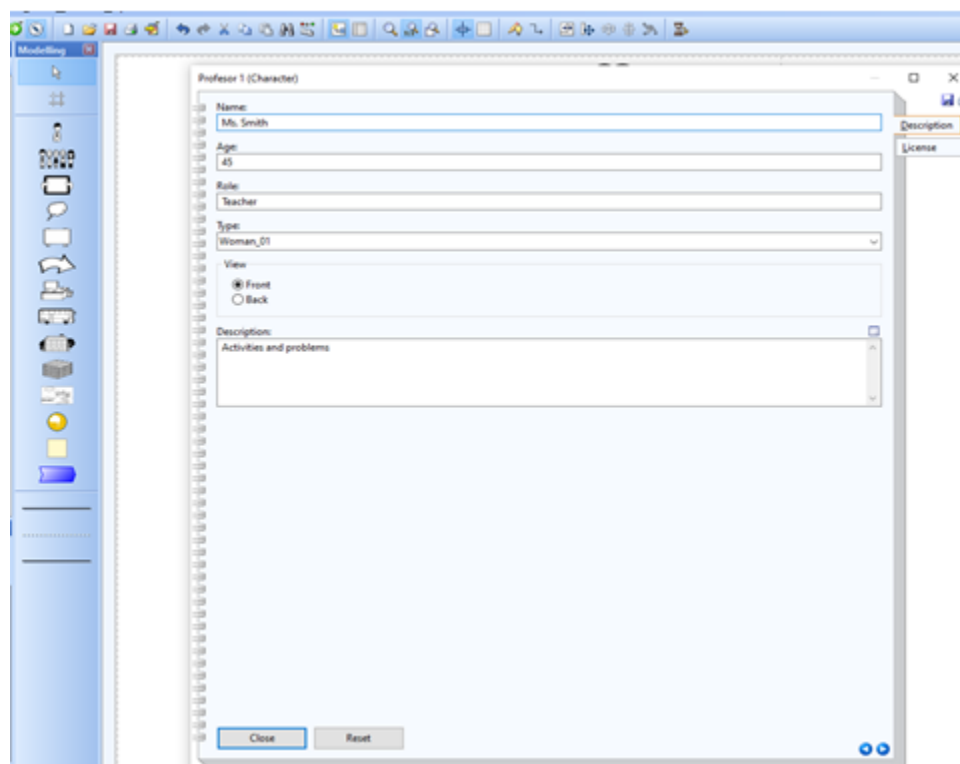 Modelling
Profesor 1 (Character)
Name:
Ms. Smith
Description
Age:
License
45
Role:
Teacher
Type:
Woman_01
View
Front
Back
Description:
Activities and problems
Close
Reset